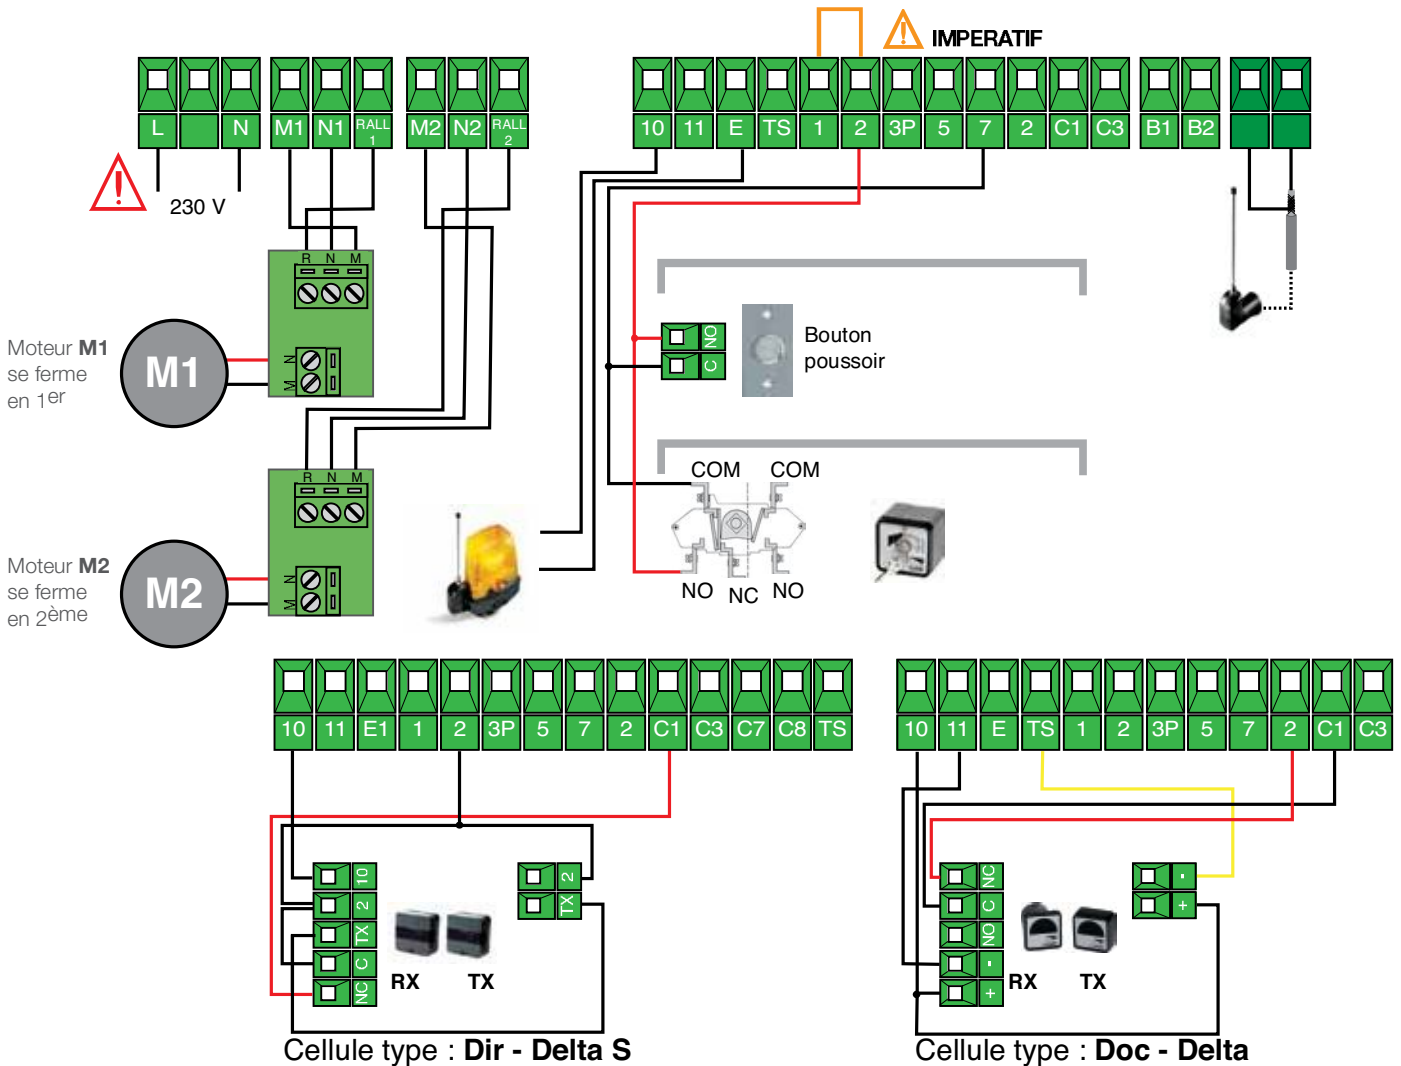 IMPERATIF
L N M1 N1 RALL 1 M2 N2 RALL 2
10 11 E TS 1 2 3P 5 7 2 C1 C3 B1 B2
230 V
R N M
N
M
Moteur M1
se ferme
en 1er
M1
NO
C
Bouton
poussoir
R N M
N
M
Moteur M2
se ferme
en 2ème
M2
COM COM
NO NC NO
10 11 E1 1 2 3P 5 7 2 C1 C3 C7 C8 TS
10
2
TX
C
NC
2
TX
RX TX
Cellule type : Dir - Delta S
10 11 E TS 1 2 3P 5 7 2 C1 C3
NC
C
NO
-
+
-
+
RX TX
Cellule type : Doc - Delta